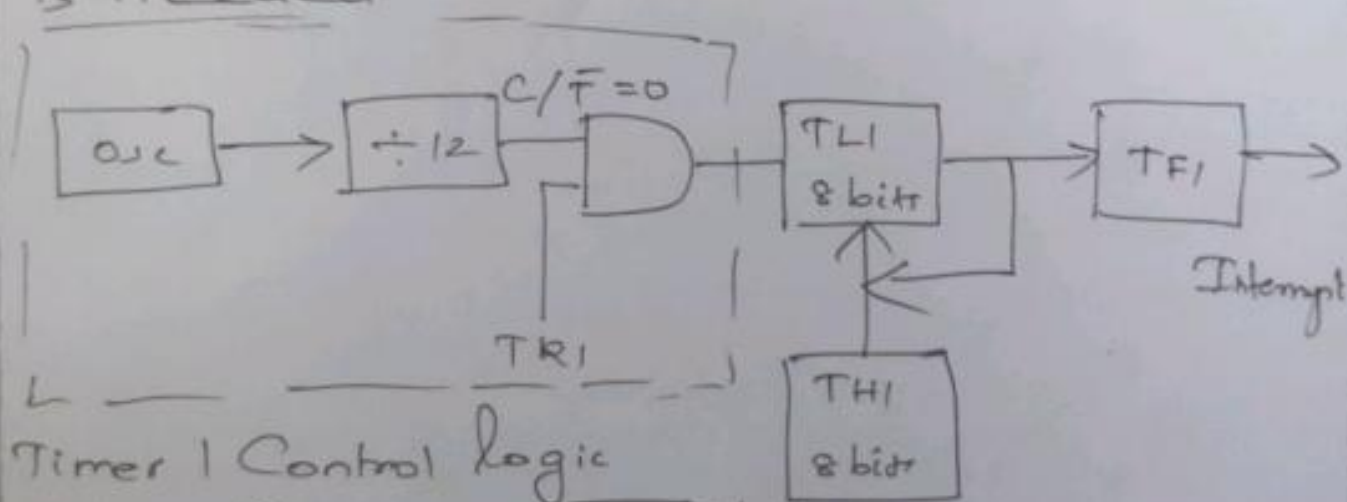 C/T̅ = 0
Osc
÷12
TL1
8 bits
TF1
Interrupt
TR1
TH1
8 bits
Timer 1 Control logic